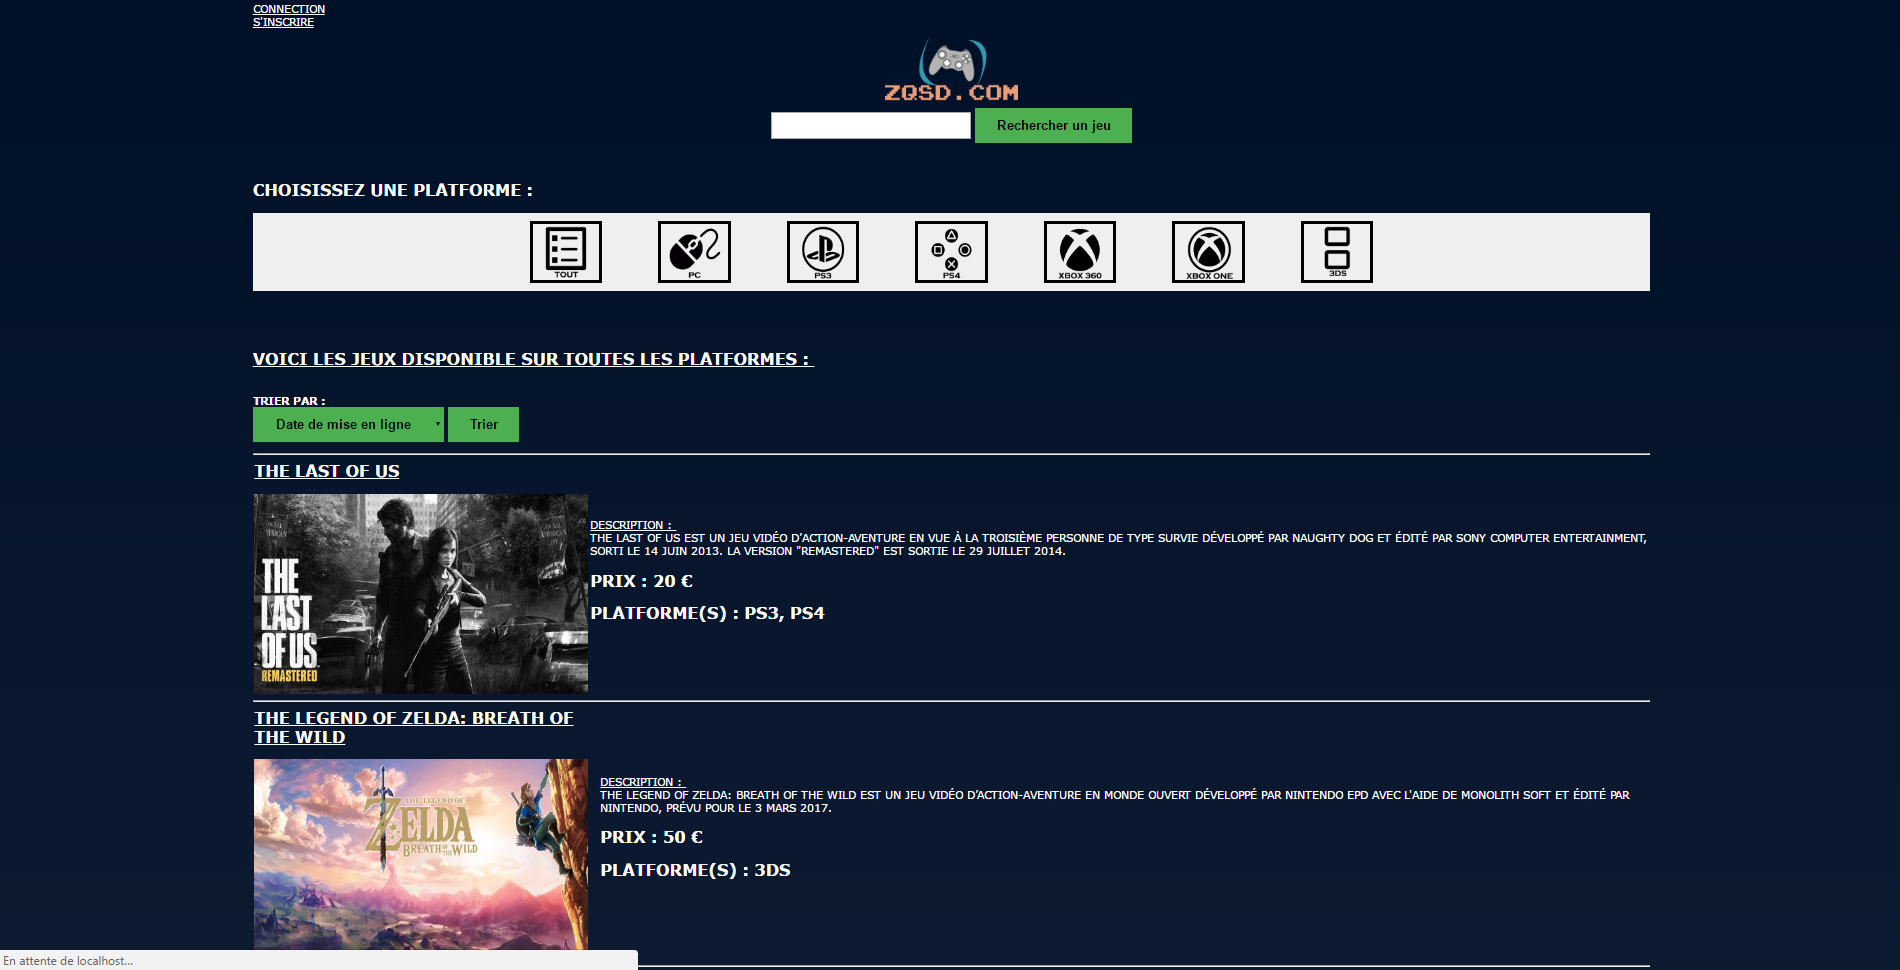 CONNECTION
S'INSCRIRE
ZQSD.COM
Rechercher un jeu
CHOISISSEZ UNE PLATFORME :
TOUT
PC
PS3
PS4
XBOX 360
XBOX ONE
3DS
VOICI LES JEUX DISPONIBLE SUR TOUTES LES PLATFORMES :
TRIER PAR :
Date de mise en ligne
Trier
THE LAST OF US
THE
LAST
OF US
REMASTERED
DESCRIPTION :
THE LAST OF US EST UN JEU VIDÉO D’ACTION-AVENTURE EN VUE À LA TROISIÈME PERSONNE DE TYPE SURVIE DÉVELOPPÉ PAR NAUGHTY DOG ET ÉDITÉ PAR SONY COMPUTER ENTERTAINMENT,
SORTI LE 14 JUIN 2013. LA VERSION "REMASTERED" EST SORTIE LE 29 JUILLET 2014.
PRIX : 20 €
PLATFORME(S) : PS3, PS4
THE LEGEND OF ZELDA: BREATH OF
THE WILD
THE LEGEND OF
ZELDA
BREATH OF THE WILD
DESCRIPTION :
THE LEGEND OF ZELDA: BREATH OF THE WILD EST UN JEU VIDÉO D’ACTION-AVENTURE EN MONDE OUVERT DÉVELOPPÉ PAR NINTENDO EPD AVEC L'AIDE DE MONOLITH SOFT ET ÉDITÉ PAR
NINTENDO, PRÉVU POUR LE 3 MARS 2017.
PRIX : 50 €
PLATFORME(S) : 3DS
En attente de localhost...